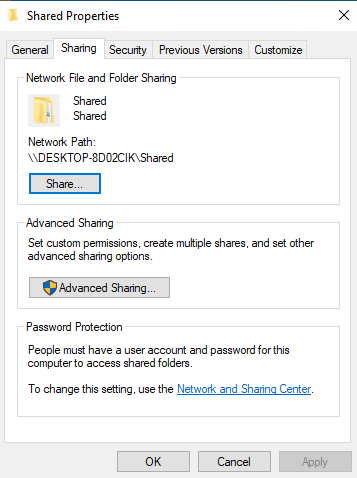 Shared Properties
General Sharing Security Previous Versions Customize
Network File and Folder Sharing
Shared
Shared
Network Path:
\\DESKTOP-8D02CIK\Shared
Share...
Advanced Sharing
Set custom permissions, create multiple shares, and set other
advanced sharing options.
Advanced Sharing...
Password Protection
People must have a user account and password for this
computer to access shared folders.
To change this setting, use the Network and Sharing Center.
OK Cancel Apply